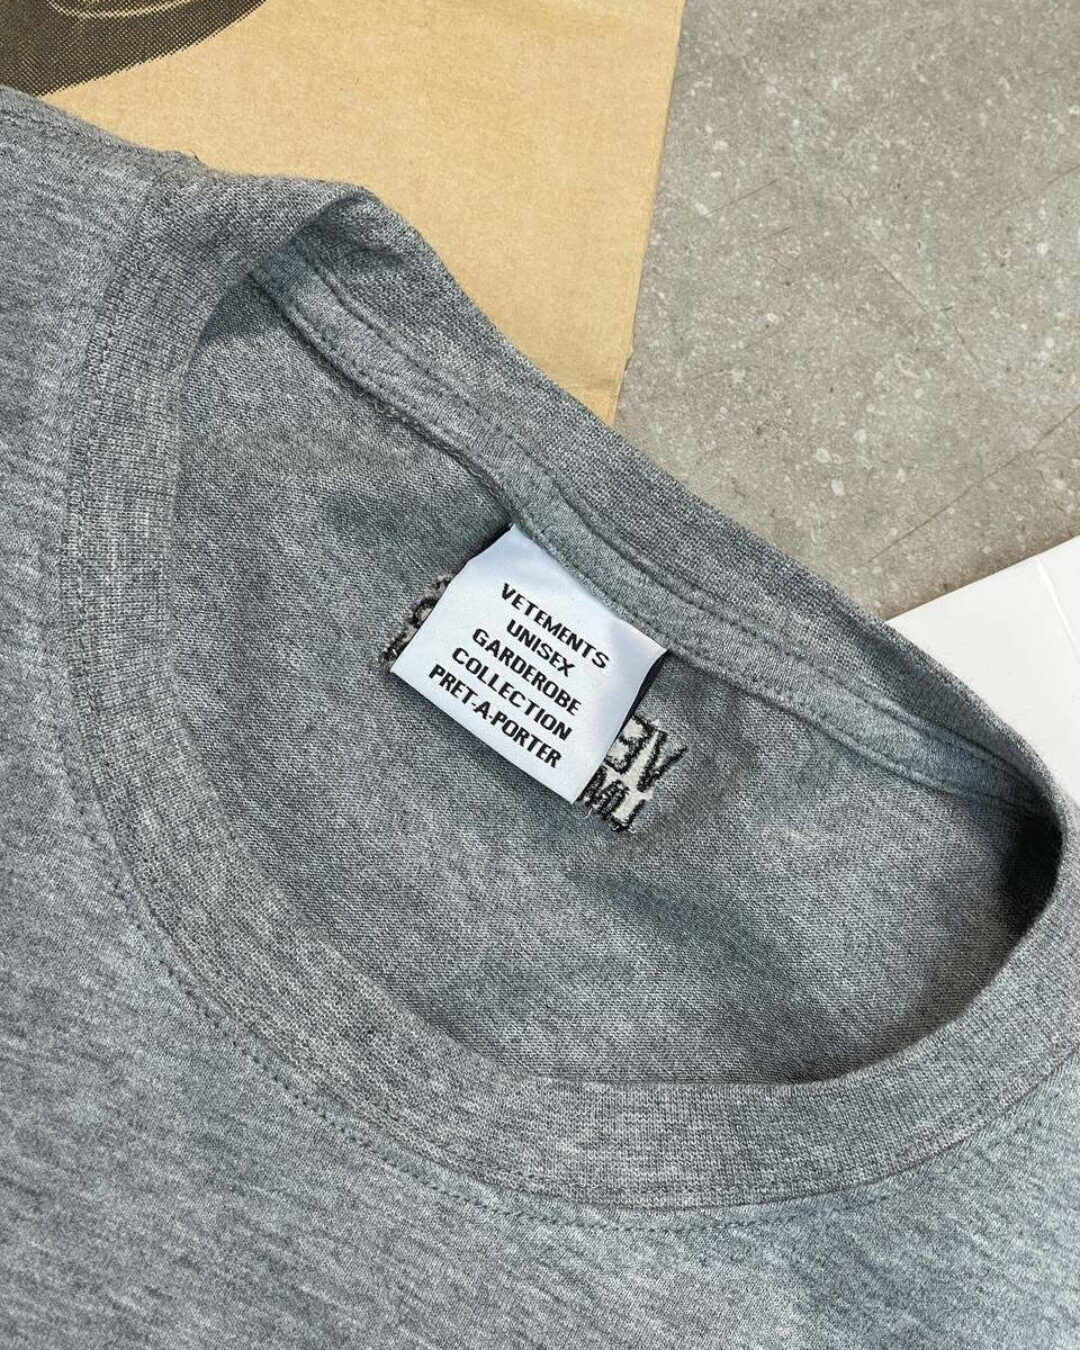 VETEMENTS
UNISEX
GARDEROBE
COLLECTION
PRET-A-PORTER